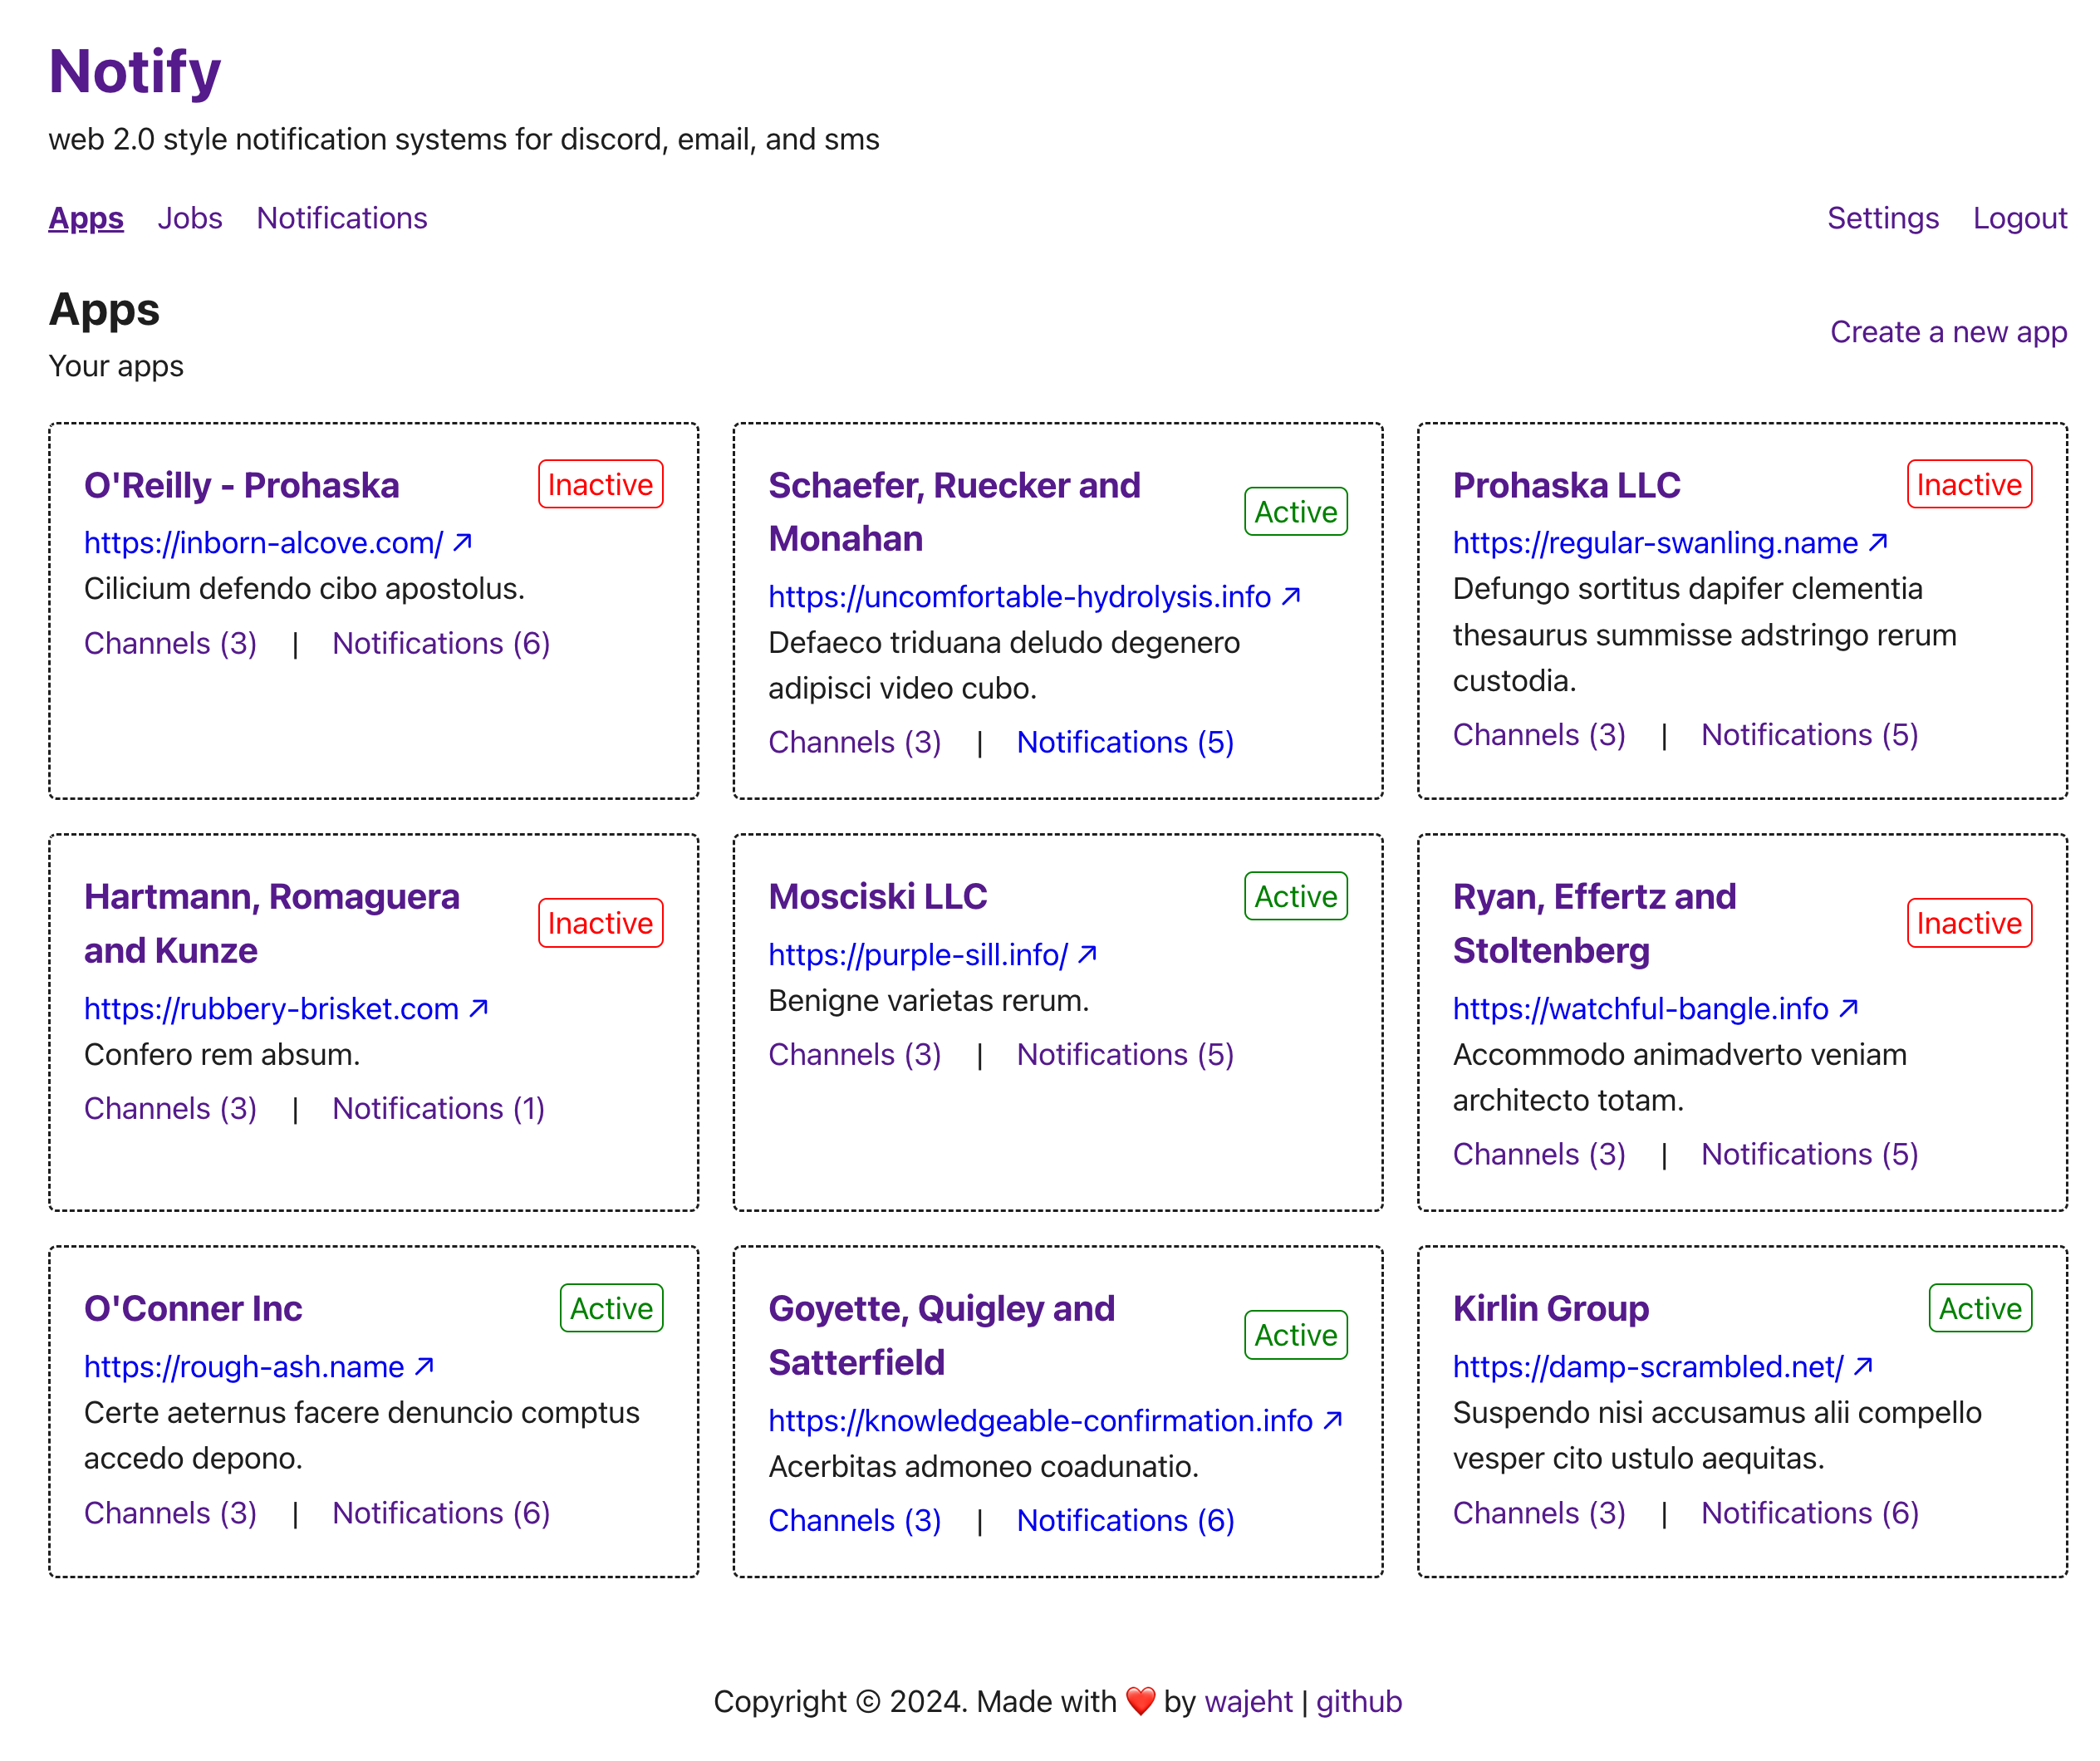 Notify
web 2.0 style notification systems for discord, email, and sms
Apps Jobs Notifications Settings Logout
Apps
Your apps
Create a new app
O'Reilly - Prohaska Inactive
https://inborn-alcove.com/ ↗
Cilicium defendo cibo apostolus.
Channels (3) | Notifications (6)
Schaefer, Ruecker and
Monahan
Active
https://uncomfortable-hydrolysis.info ↗
Defaeco triduana deludo degenero
adipisci video cubo.
Channels (3) | Notifications (5)
Prohaska LLC Inactive
https://regular-swanling.name ↗
Defungo sortitus dapifer clementia
thesaurus summisse adstringo rerum
custodia.
Channels (3) | Notifications (5)
Hartmann, Romaguera
and Kunze
Inactive
https://rubbery-brisket.com ↗
Confero rem absum.
Channels (3) | Notifications (1)
Mosciski LLC Active
https://purple-sill.info/ ↗
Benigne varietas rerum.
Channels (3) | Notifications (5)
Ryan, Effertz and
Stoltenberg
Inactive
https://watchful-bangle.info ↗
Accommodo animadverto veniam
architecto totam.
Channels (3) | Notifications (5)
O'Conner Inc Active
https://rough-ash.name ↗
Certe aeternus facere denuncio comptus
accedo depono.
Channels (3) | Notifications (6)
Goyette, Quigley and
Satterfield
Active
https://knowledgeable-confirmation.info ↗
Acerbitas admoneo coadunatio.
Channels (3) | Notifications (6)
Kirlin Group Active
https://damp-scrambled.net/ ↗
Suspendo nisi accusamus alii compello
vesper cito ustulo aequitas.
Channels (3) | Notifications (6)
Copyright © 2024. Made with ❤️ by wajeht | github